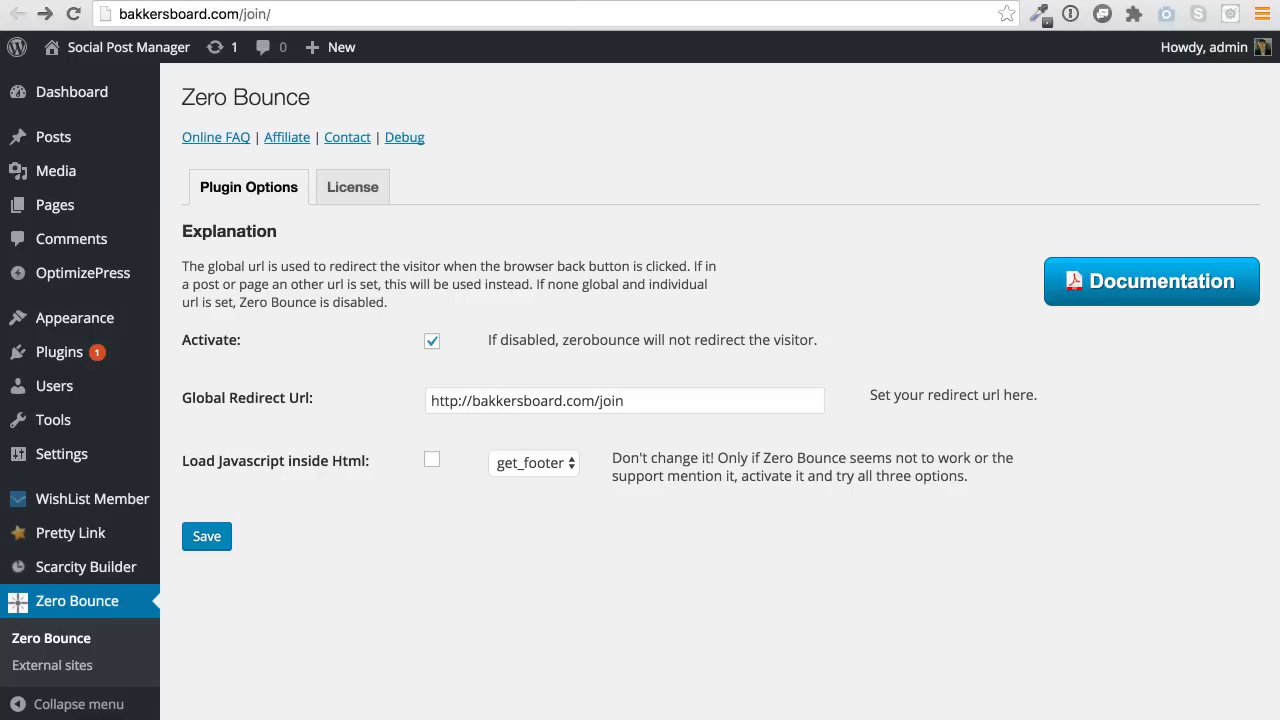 bakkersboard.com/join/
Social Post Manager 1 0 New Howdy, admin
Dashboard
Posts
Media
Pages
Comments
OptimizePress
Appearance
Plugins 1
Users
Tools
Settings
WishList Member
Pretty Link
Scarcity Builder
Zero Bounce
Zero Bounce
External sites
Collapse menu
Zero Bounce
Online FAQ | Affiliate | Contact | Debug
Plugin Options License
Explanation
The global url is used to redirect the visitor when the browser back button is clicked. If in
a post or page an other url is set, this will be used instead. If none global and individual
url is set, Zero Bounce is disabled.
Documentation
Activate: If disabled, zerobounce will not redirect the visitor.
Global Redirect Url: http://bakkersboard.com/join Set your redirect url here.
Load Javascript inside Html: get_footer Don't change it! Only if Zero Bounce seems not to work or the
support mention it, activate it and try all three options.
Save